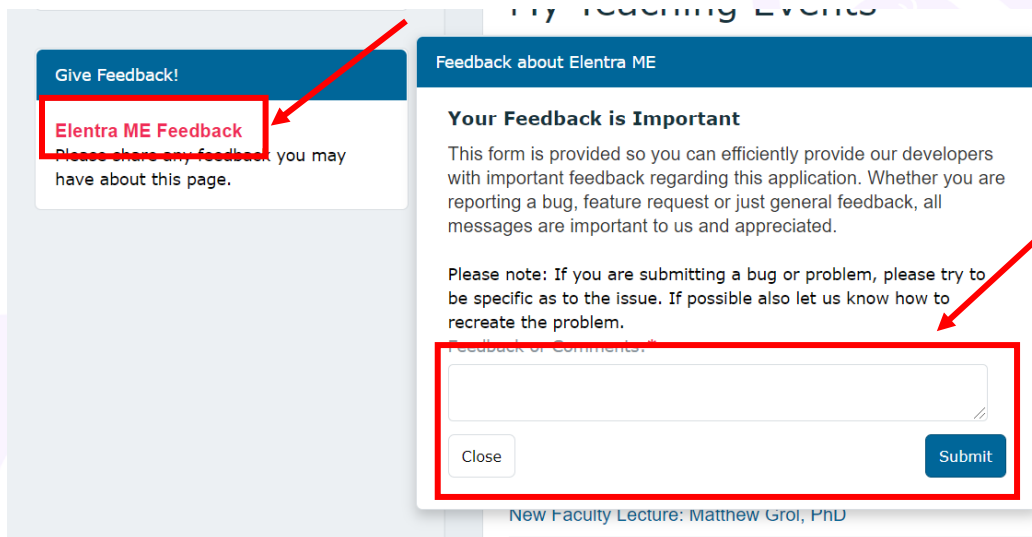 My Teaching Events
Give Feedback!
Elentra ME Feedback
Please share any feedback you may
have about this page.
Feedback about Elentra ME
Your Feedback is Important
This form is provided so you can efficiently provide our developers
with important feedback regarding this application. Whether you are
reporting a bug, feature request or just general feedback, all
messages are important to us and appreciated.
Please note: If you are submitting a bug or problem, please try to
be specific as to the issue. If possible also let us know how to
recreate the problem.
Feedback or Comments:*
Close
Submit
New Faculty Lecture: Matthew Grol, PhD